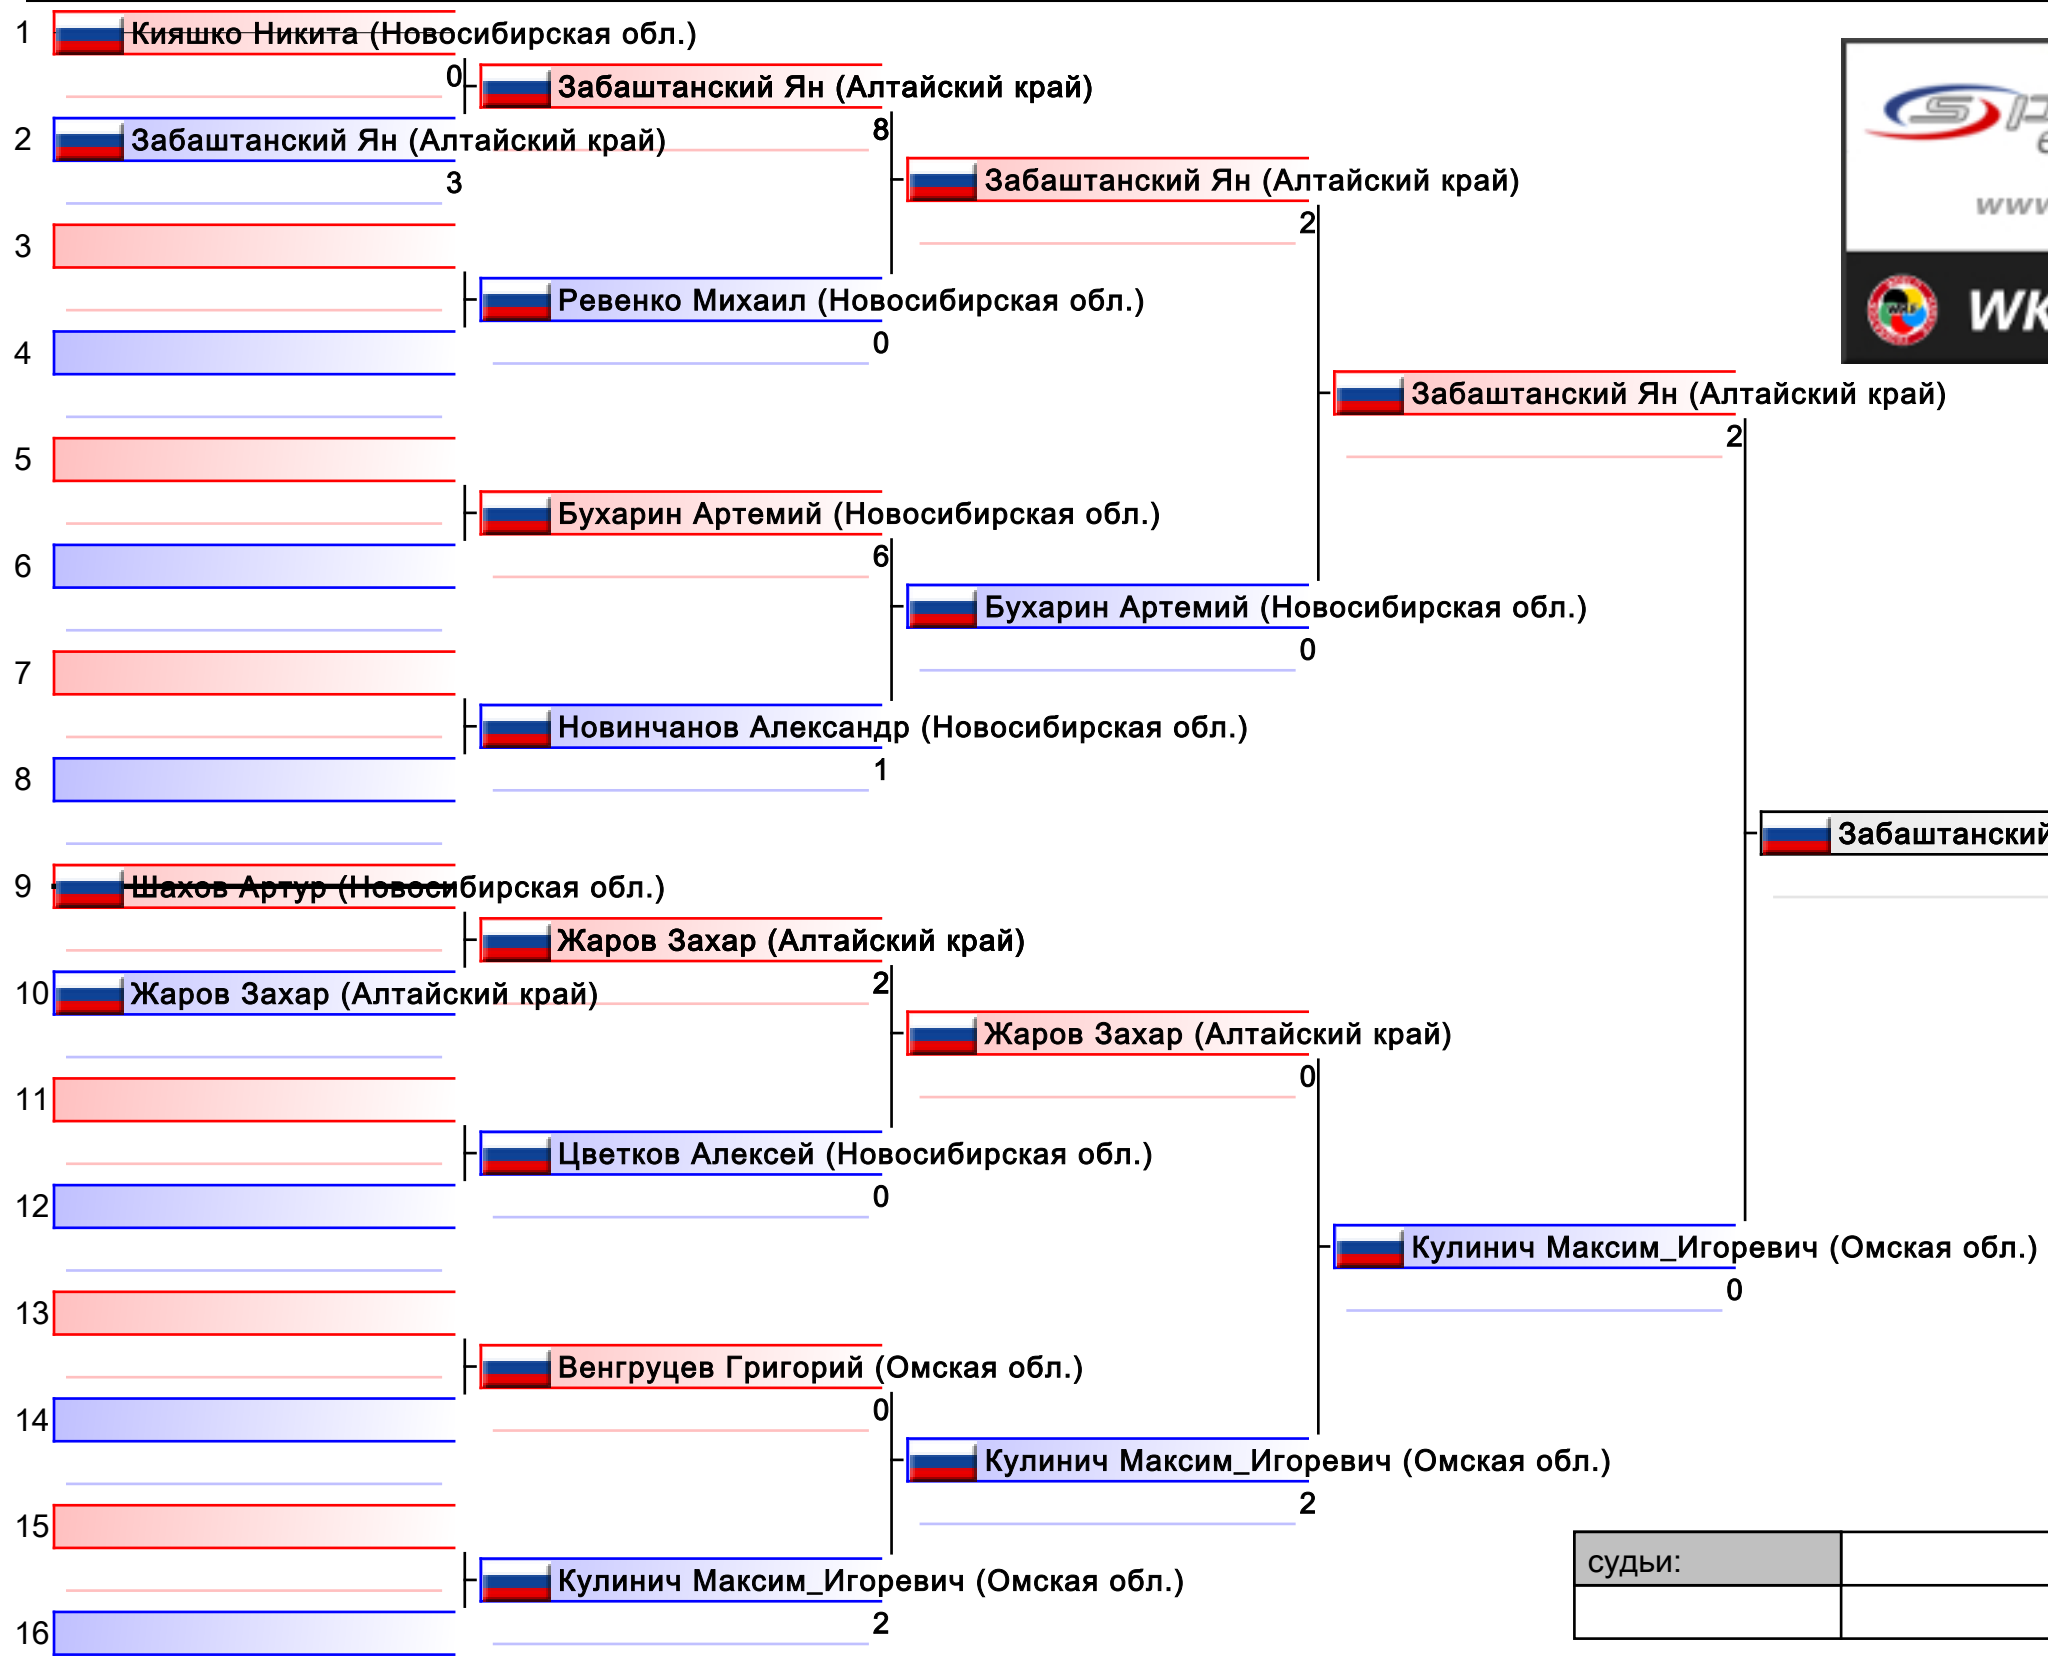 1 Кияшко Никита (Новосибирская обл.)
0
Забаштанский Ян (Алтайский край)
8
2 Забаштанский Ян (Алтайский край)
3
Забаштанский Ян (Алтайский край)
2
www
3
Ревенко Михаил (Новосибирская обл.)
0
WK
4
Забаштанский Ян (Алтайский край)
2
5
Бухарин Артемий (Новосибирская обл.)
6
6
Бухарин Артемий (Новосибирская обл.)
0
7
Новинчанов Александр (Новосибирская обл.)
1
8
Забаштанский
9 Шахов Артур (Новосибирская обл.)
Жаров Захар (Алтайский край)
2
10 Жаров Захар (Алтайский край)
Жаров Захар (Алтайский край)
0
11
Цветков Алексей (Новосибирская обл.)
0
12
Кулинич Максим_Игоревич (Омская обл.)
0
13
Венгруцев Григорий (Омская обл.)
0
14
Кулинич Максим_Игоревич (Омская обл.)
2
15
судьи:
Кулинич Максим_Игоревич (Омская обл.)
2
16